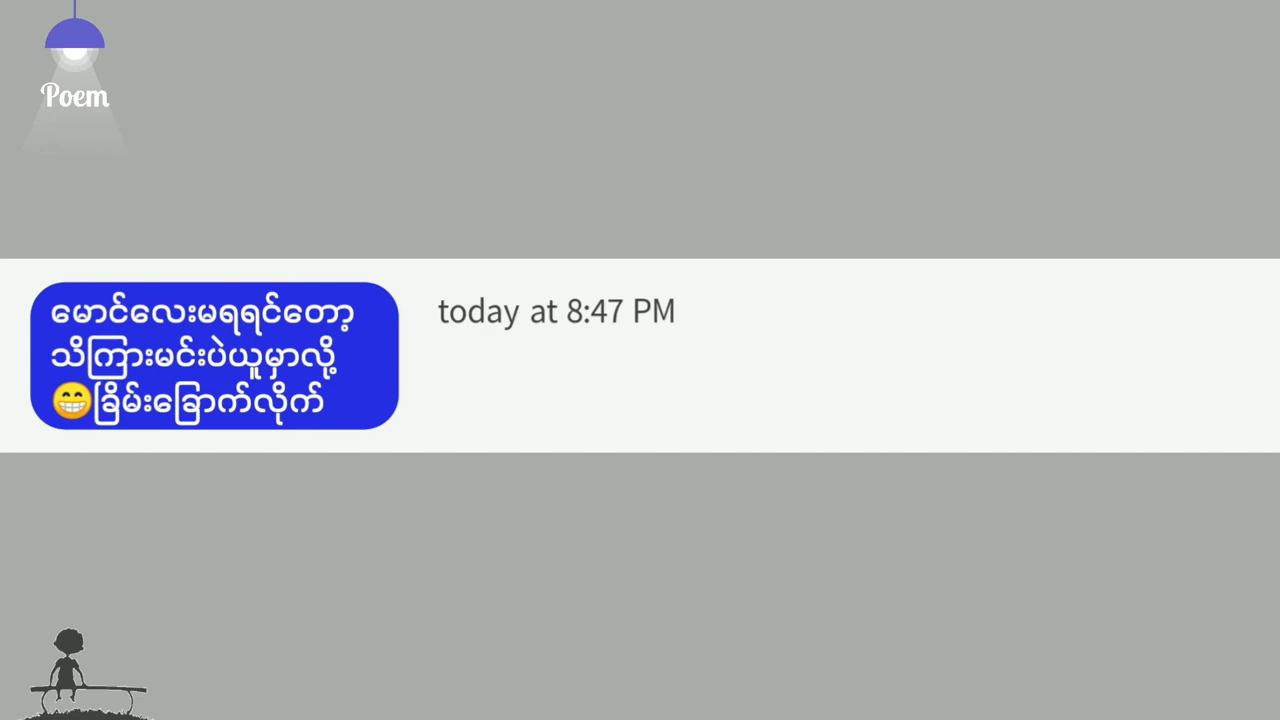 Poem
မောင်လေးမရရင်တော့
သိကြားမင်းပဲယူမှာလို့
😁ခြိမ်းခြောက်လိုက်
today at 8:47 PM